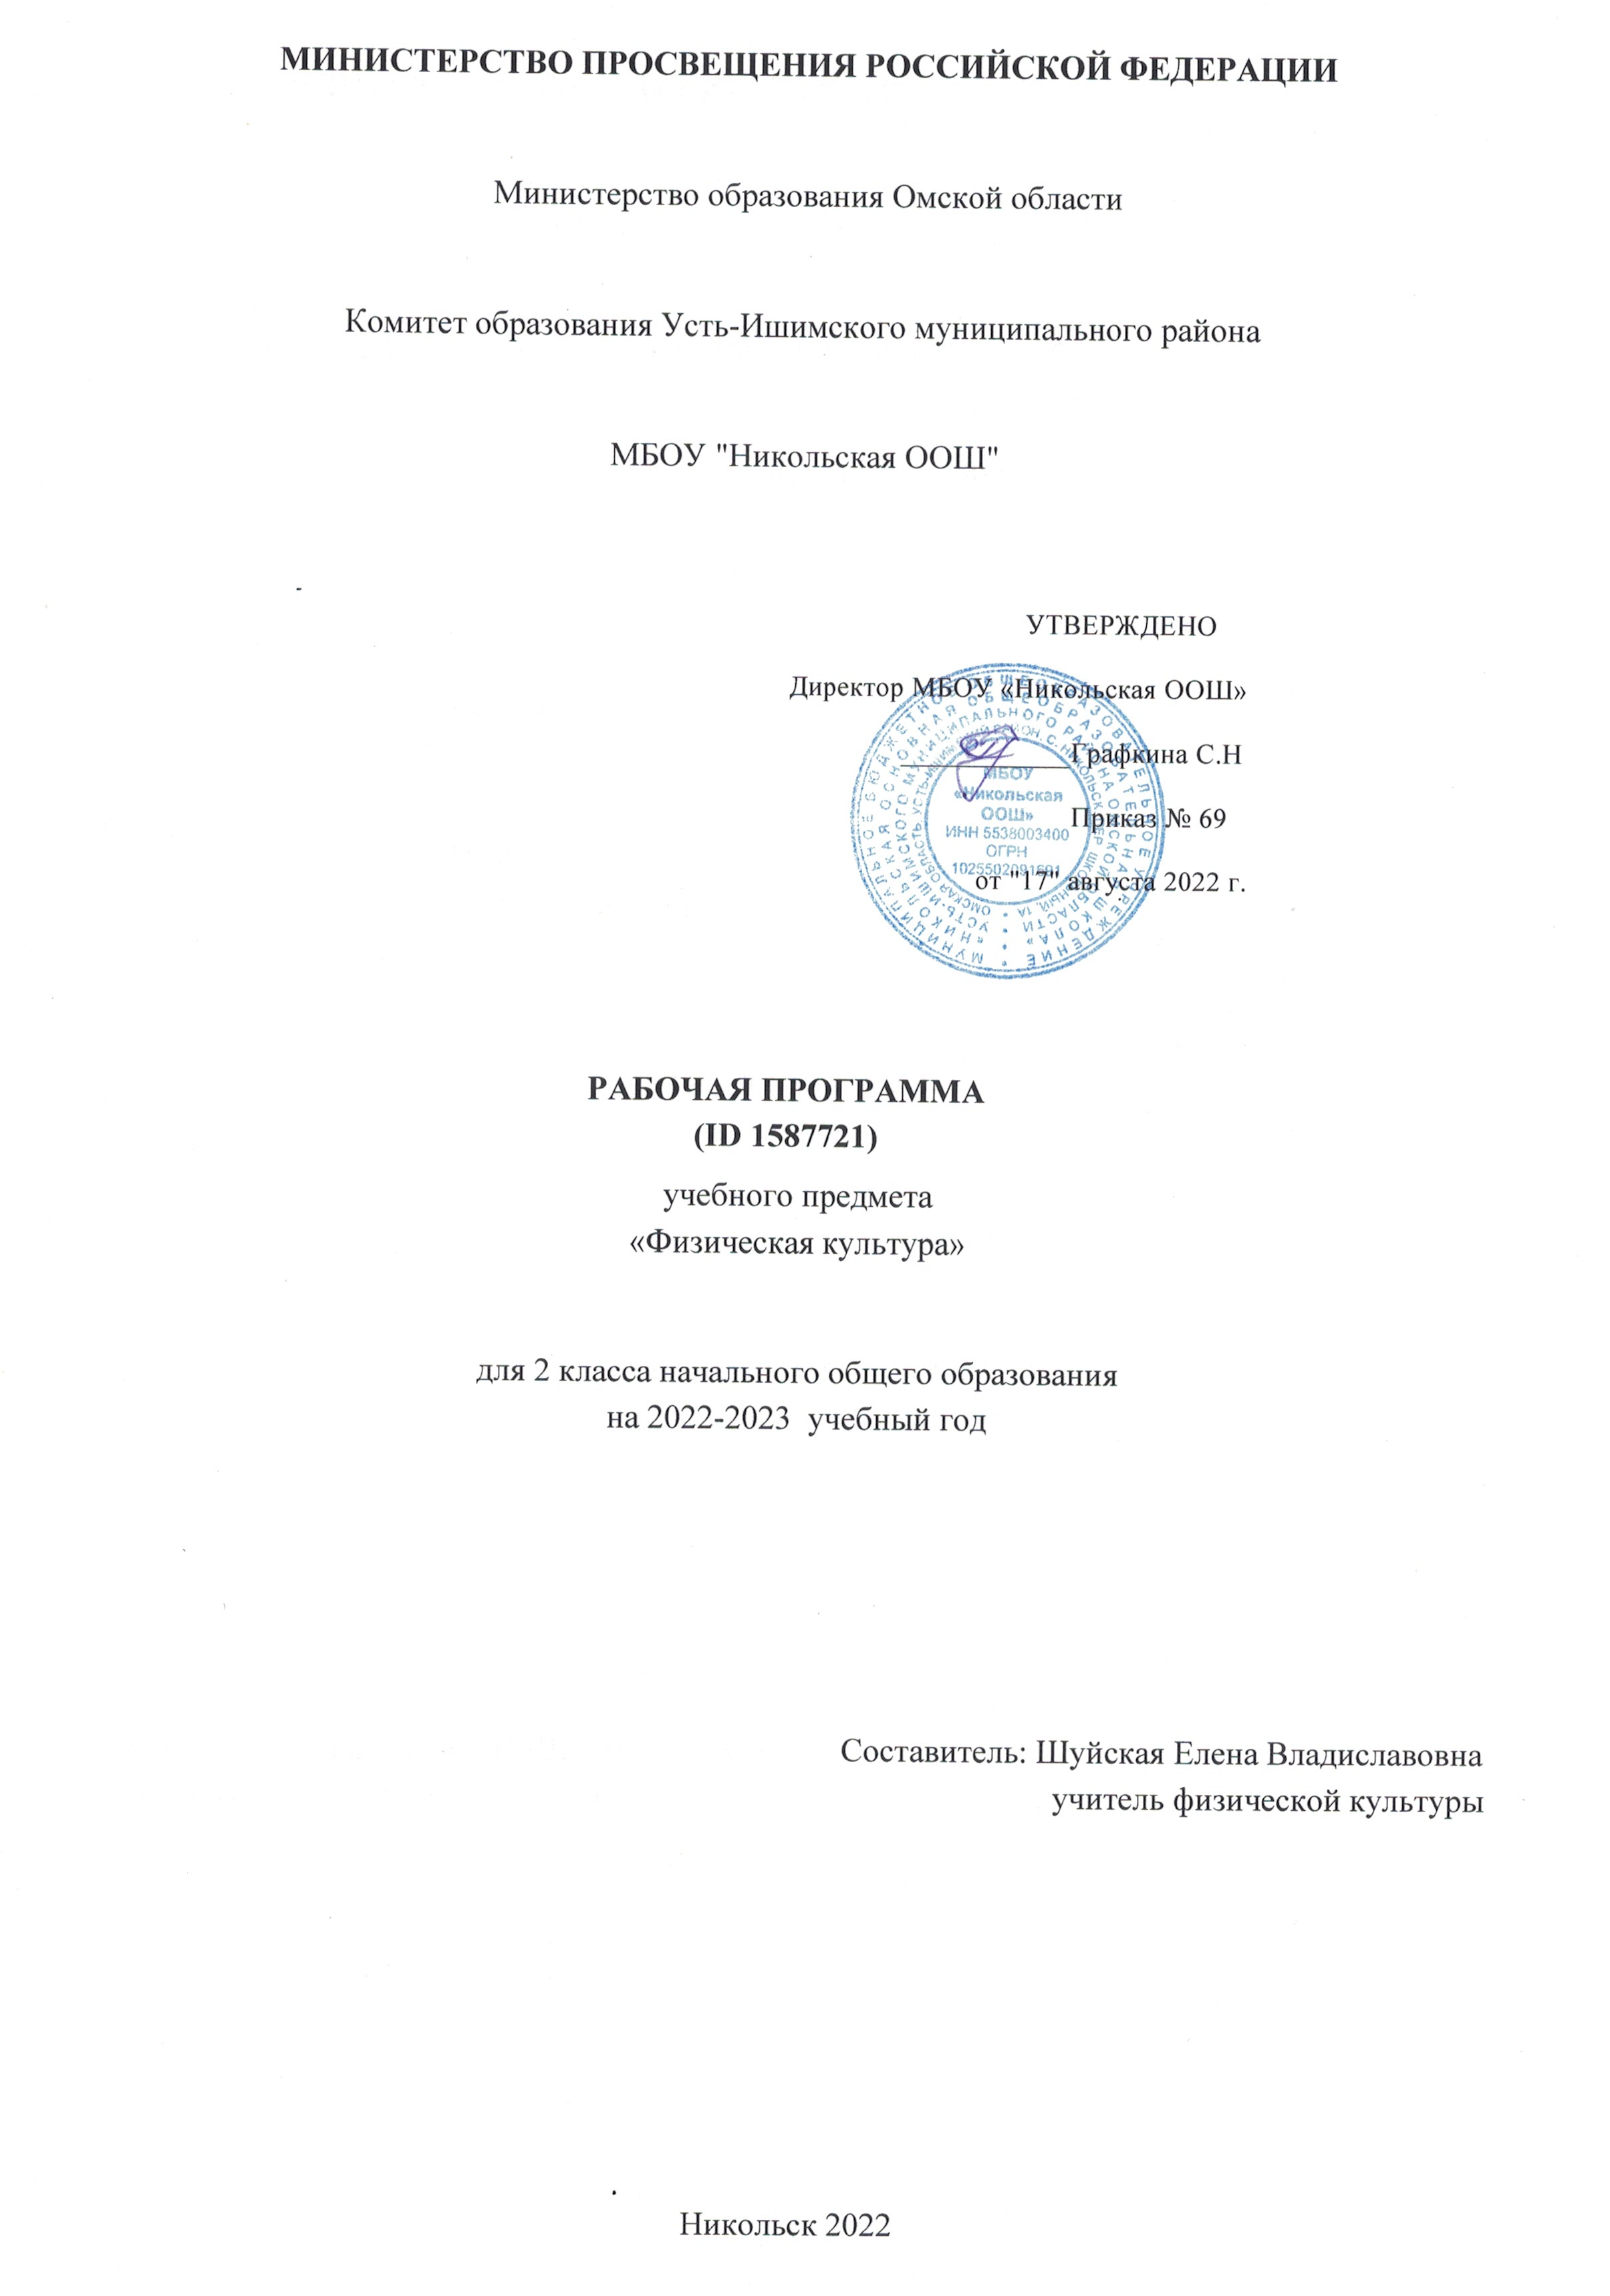 МИНИСТЕРСТВО ПРОСВЕЩЕНИЯ РОССИЙСКОЙ ФЕДЕРАЦИИ
Министерство образования Омской области
Комитет образования Усть-Ишимского муниципального района
МБОУ "Никольская ООШ"
УТВЕРЖДЕНО
Директор МБОУ «Никольская ООШ»
Графкина С.Н
Приказ № 69
от "17" августа 2022 г.
МБОУ
«Никольская
ООШ»
ИНН 5538003400
ОГРН
РАБОЧАЯ ПРОГРАММА
(ID 1587721)
учебного предмета
«Физическая культура»
для 2 класса начального общего образования
на 2022-2023 учебный год
Составитель: Шуйская Елена Владиславовна
учитель физической культуры
Никольск 2022